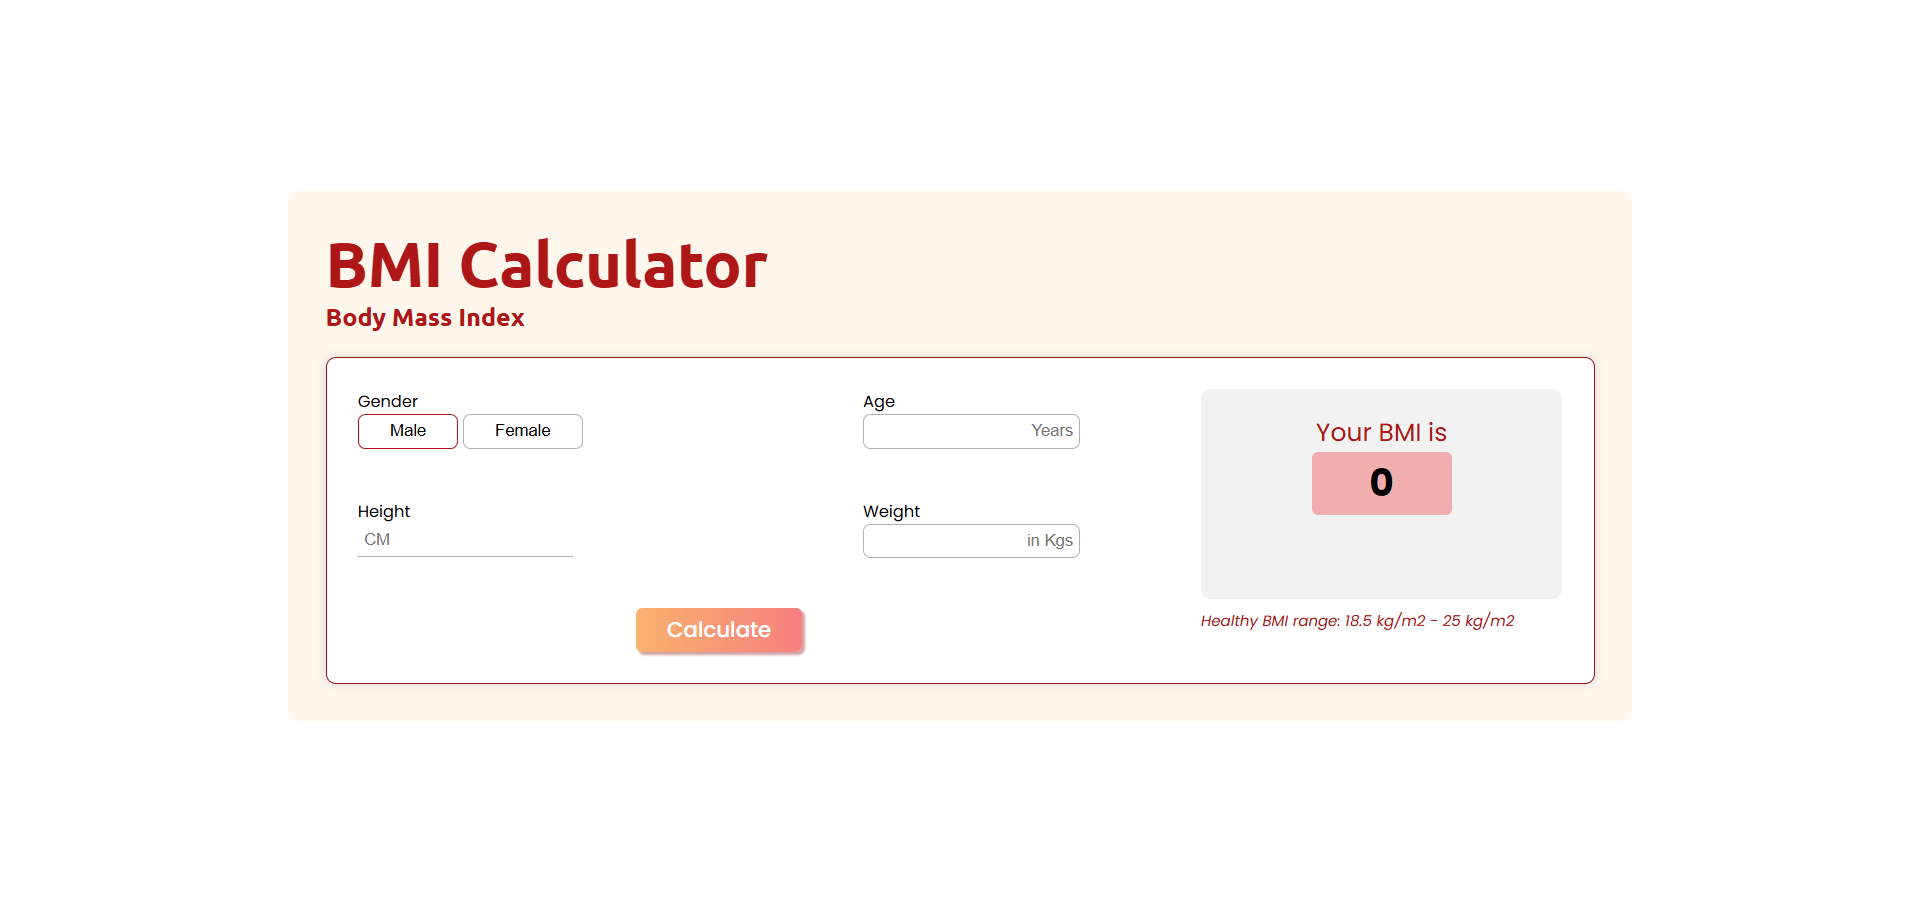 BMI Calculator
Body Mass Index
Gender
Male
Female
Age
Years
Height
CM
Weight
in Kgs
Calculate
Your BMI is
0
Healthy BMI range: 18.5 kg/m2 - 25 kg/m2